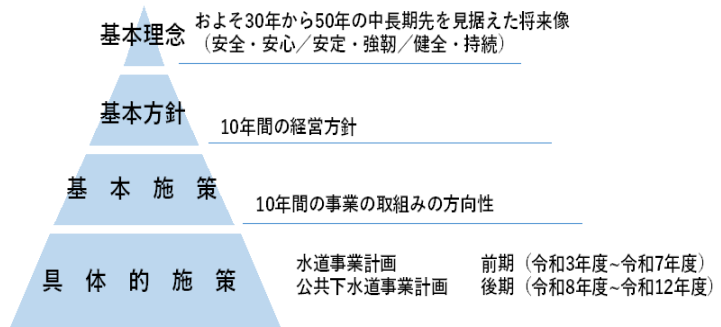 基本理念
およそ30年から50年の中長期先を見据えた将来像
（安全・安心／安定・強靭／健全・持続）
基本方針
10年間の経営方針
基本施策
10年間の事業の取組みの方向性
具体的施策
水道事業計画 前期（令和3年度~令和7年度）
公共下水道事業計画 後期（令和8年度~令和12年度）